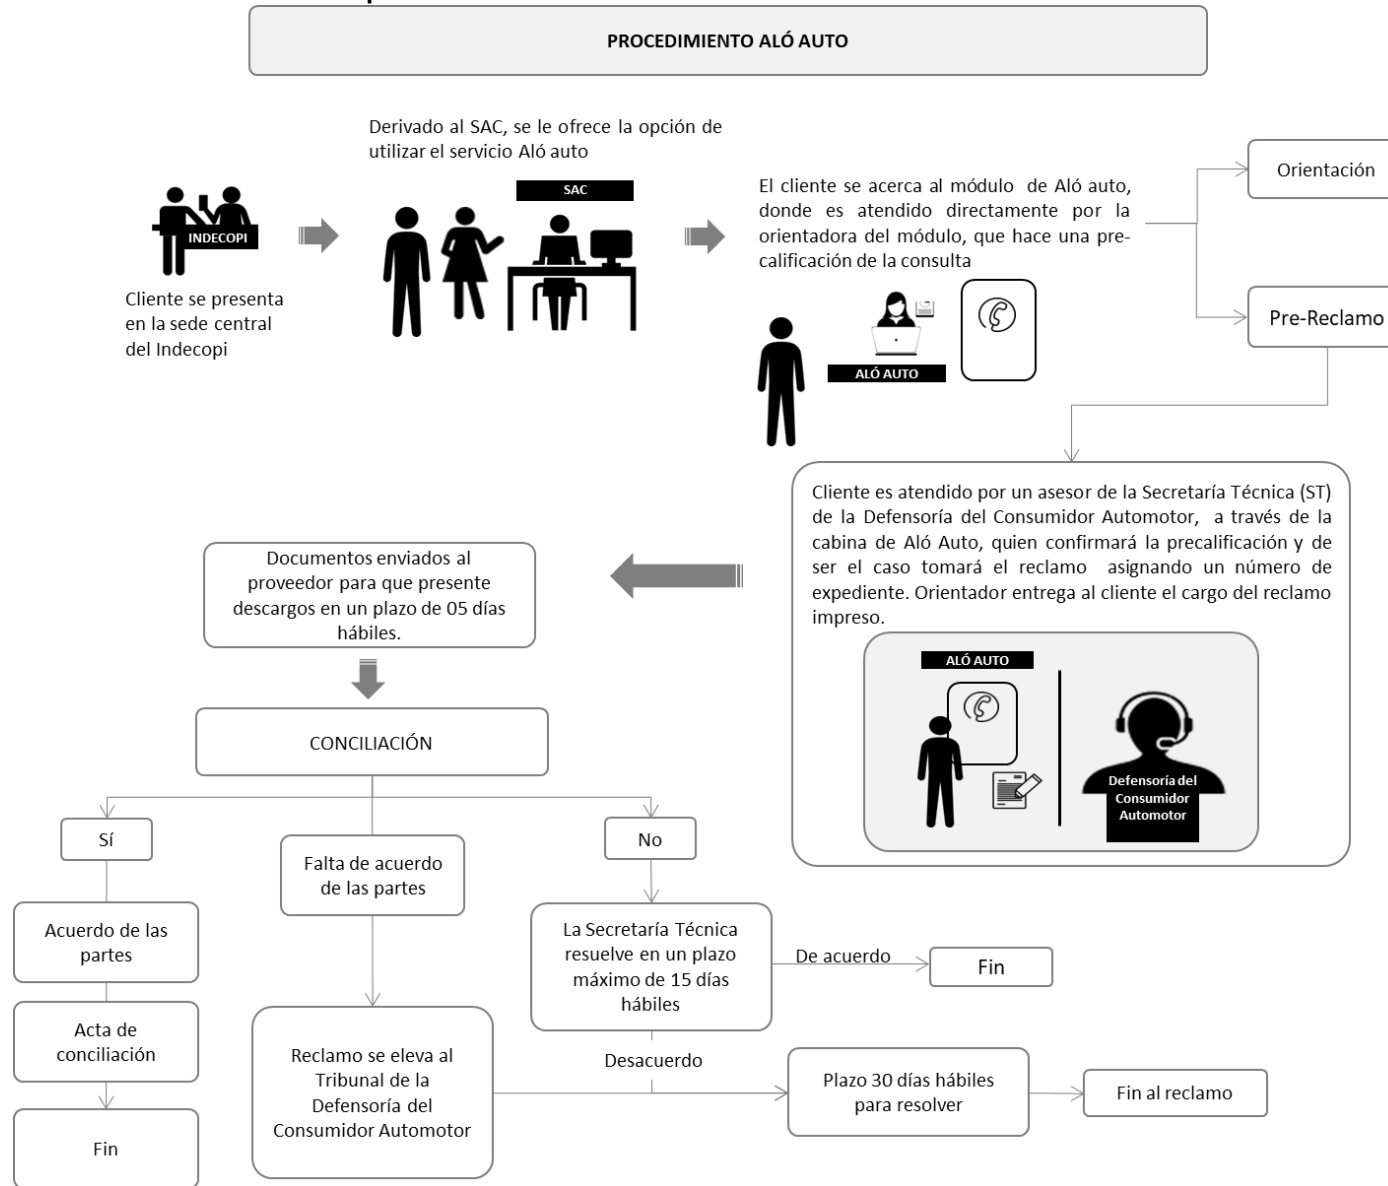 PROCEDIMIENTO ALÓ AUTO
Derivado al SAC, se le ofrece la opción de
utilizar el servicio Aló auto
SAC
INDECOPI
Cliente se presenta
en la sede central
del Indecopi
El cliente se acerca al módulo de Aló auto,
donde es atendido directamente por la
orientadora del módulo, que hace una pre-
calificación de la consulta
ALÓ AUTO
Orientación
Pre-Reclamo
Cliente es atendido por un asesor de la Secretaría Técnica (ST)
de la Defensoría del Consumidor Automotor, a través de la
cabina de Aló Auto, quien confirmará la precalificación y de
ser el caso tomará el reclamo asignando un número de
expediente. Orientador entrega al cliente el cargo del reclamo
impreso.
ALÓ AUTO
Defensoría del
Consumidor
Automotor
Documentos enviados al
proveedor para que presente
descargos en un plazo de 05 días
hábiles.
CONCILIACIÓN
Sí
Acuerdo de las
partes
Acta de
conciliación
Fin
Falta de acuerdo
de las partes
Reclamo se eleva al
Tribunal de la
Defensoría del
Consumidor Automotor
No
La Secretaría Técnica
resuelve en un plazo
máximo de 15 días
hábiles
De acuerdo
Fin
Desacuerdo
Plazo 30 días hábiles
para resolver
Fin al reclamo